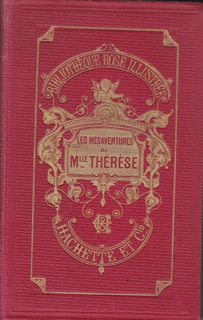 BIBLIOTHÈQUE ROSE ILLUSTRÉE
LES MÉSAVENTURES
DE
MLLE THÉRÈSE
HACHETTE ET CIE